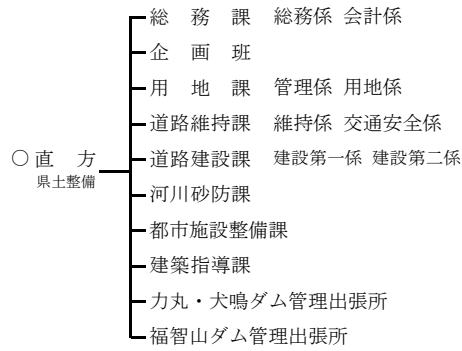 総務課 総務係 会計係
企画班
用地課 管理係 用地係
道路維持課 維持係 交通安全係
○直方
県土整備
道路建設課 建設第一係 建設第二係
河川砂防課
都市施設整備課
建築指導課
力丸・犬鳴ダム管理出張所
福智山ダム管理出張所